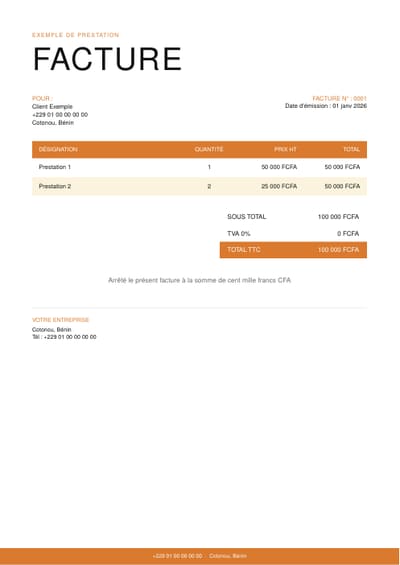 EXEMPLE DE PRESTATION
FACTURE
POUR :
Client Exemple
+229 01 00 00 00 00
Cotonou, Bénin
FACTURE N° : 0001
Date d'émission : 01 janv 2026
DÉSIGNATION QUANTITÉ PRIX HT TOTAL
Prestation 1 1 50 000 FCFA 50 000 FCFA
Prestation 2 2 25 000 FCFA 50 000 FCFA
SOUS TOTAL 100 000 FCFA
TVA 0% 0 FCFA
TOTAL TTC 100 000 FCFA
Arrêté le présent facture à la somme de cent mille francs CFA
VOTRE ENTREPRISE
Cotonou, Bénin
Tél : +229 01 00 00 00 00
+229 01 00 00 00 00 Cotonou, Bénin